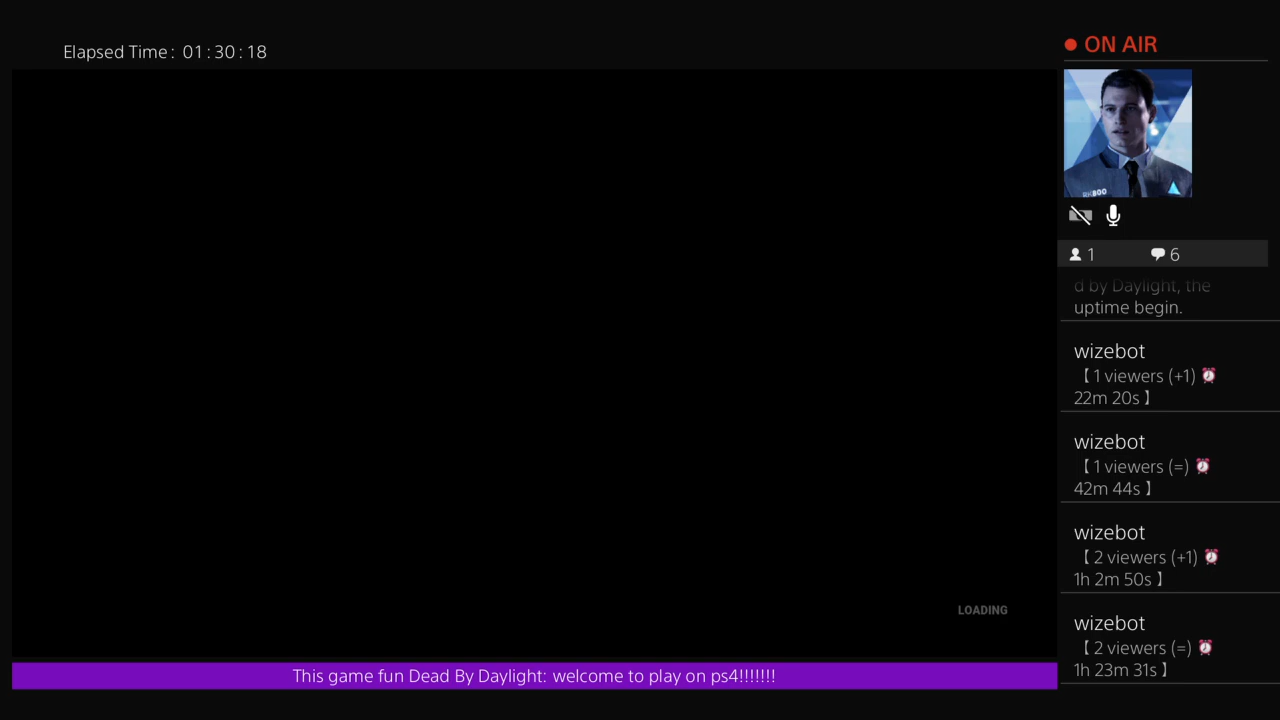 Elapsed Time: 01:30:18
ON AIR
1 6
d by Daylight, the
uptime begin.
wizebot
【1 viewers (+1) ⏰
22m 20s】
wizebot
【1 viewers (=) ⏰
42m 44s】
wizebot
【2 viewers (+1) ⏰
1h 2m 50s】
wizebot
【2 viewers (=) ⏰
1h 23m 31s】
LOADING
This game fun Dead By Daylight: welcome to play on ps4!!!!!!!